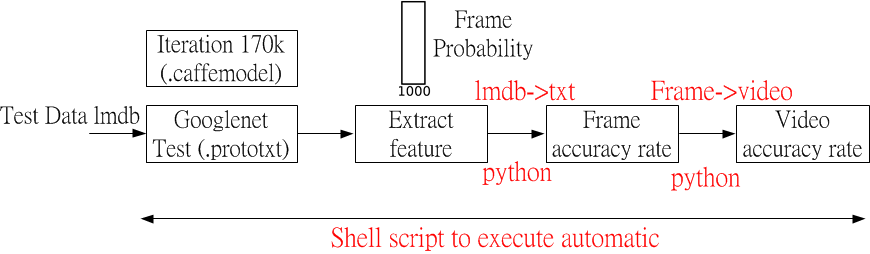 Frame
Probability
Iteration 170k
(.caffemodel)
1000
lmdb->txt
Frame->video
Test Data lmdb
Googlenet
Test (.prototxt)
Extract
feature
Frame
accuracy rate
Video
accuracy rate
python
python
Shell script to execute automatic